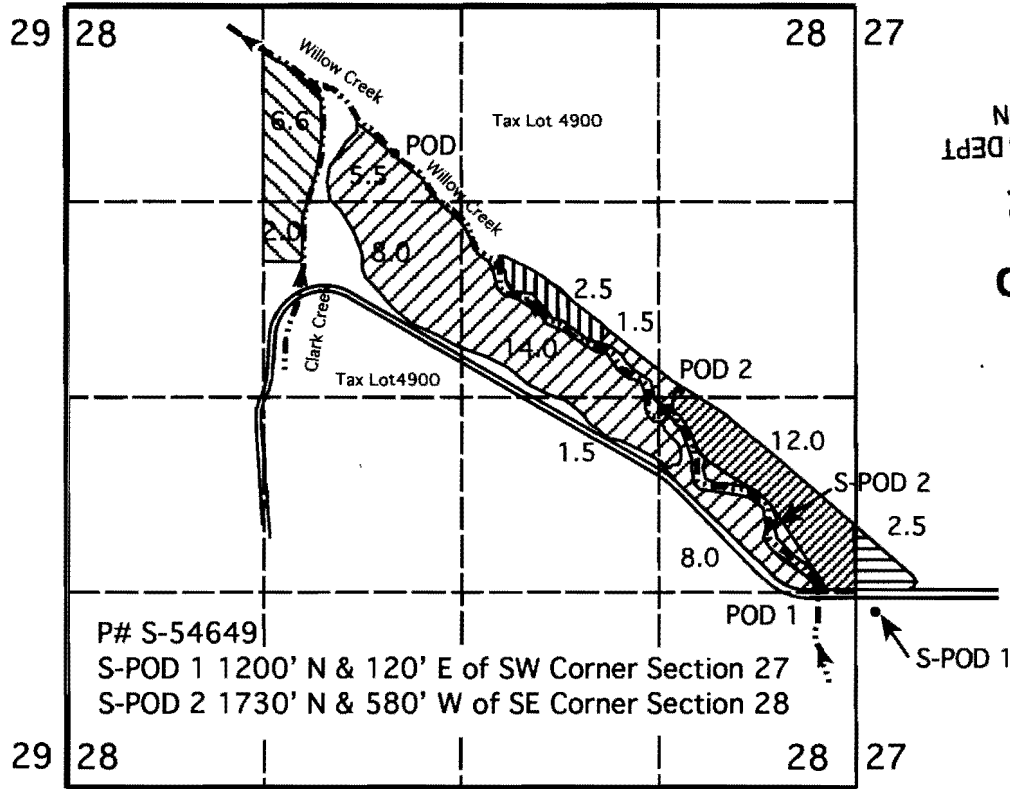 29 28
28 27
Willow Creek
Tax Lot 4900
6.6
POD
DEPT
N
5.5
Willow Creek
2.0
8.0
2.5
1.5
Clark Creek
14.0
POD 2
Tax Lot4900
1.5
12.0
S-POD 2
2.5
8.0
POD 1
S-POD 1
P# S-54649
S-POD 1 1200' N & 120' E of SW Corner Section 27
S-POD 2 1730' N & 580' W of SE Corner Section 28
29 28
28 27